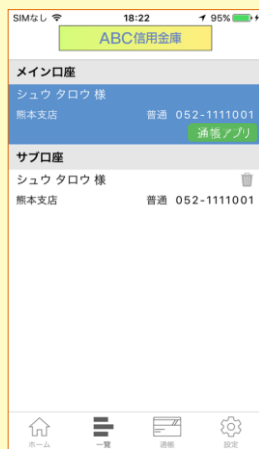 SIMなし 18:22 95%
ABC信用金庫
メイン口座
シュウ タロウ 様
熊本支店 普通 052-1111001
通帳アプリ
サブ口座
シュウ タロウ 様
熊本支店 普通 052-1111001
ホーム 一覧 通帳 設定